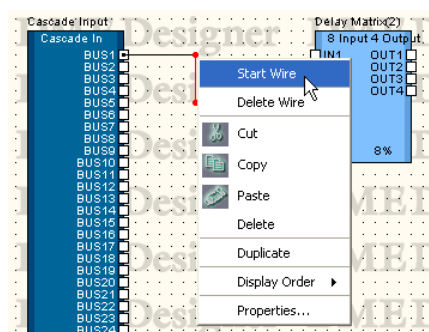 Cascade Input
Cascade In
BUS1
BUS2
BUS3
BUS4
BUS5
BUS6
BUS7
BUS8
BUS9
BUS10
BUS11
BUS12
BUS13
BUS14
BUS15
BUS16
BUS17
BUS18
BUS19
BUS20
BUS21
BUS22
BUS23
BUS24
Delay Matrix(2)
8 Input 4 Output
IN1 OUT1
OUT2
OUT3
OUT4
8%
Start Wire
Delete Wire
Cut
Copy
Paste
Delete
Duplicate
Display Order
Properties...